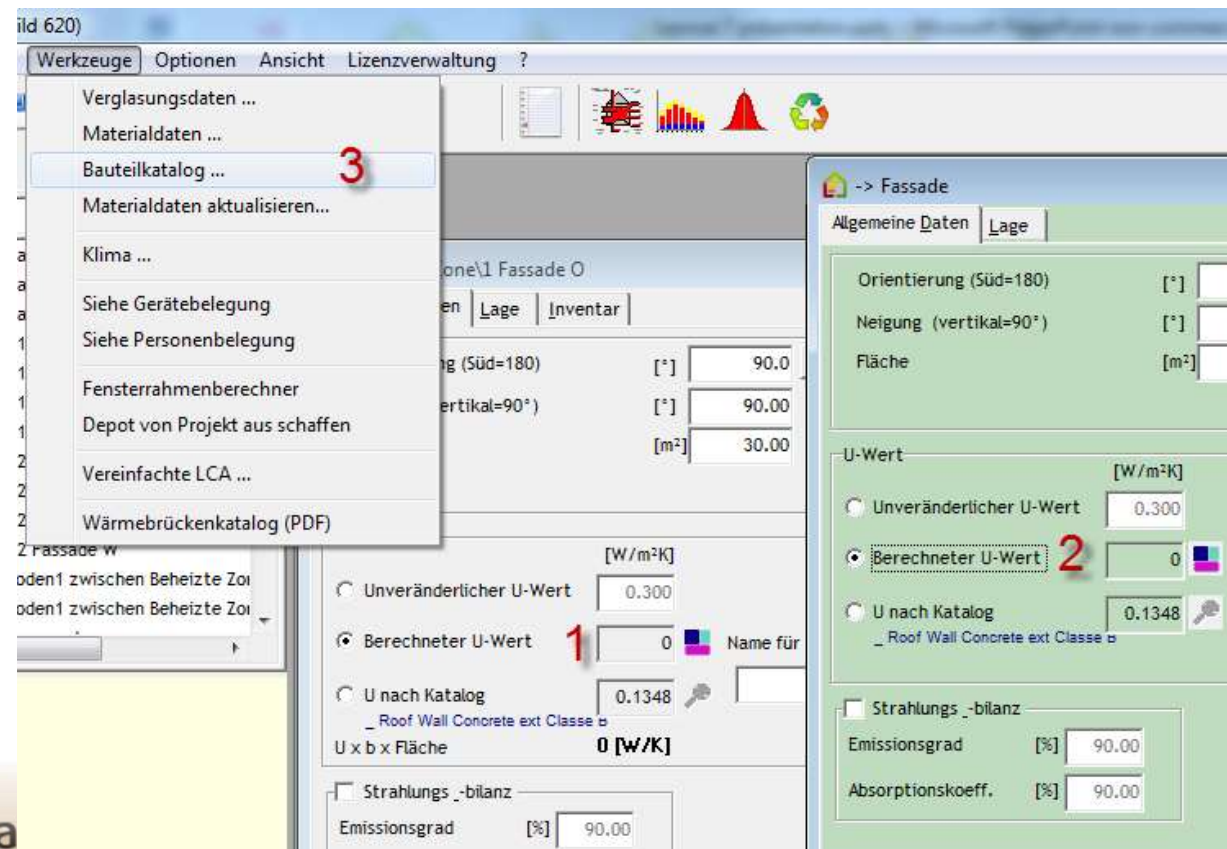 ild 620)
Werkzeuge Optionen Ansicht Lizenzverwaltung ?
Verglasungsdaten ...
Materialdaten ...
Bauteilkatalog ... 3
Materialdaten aktualisieren...
Klima ...
Siehe Gerätebelegung
Siehe Personenbelegung
Fensterrahmenberechner
Depot von Projekt aus schaffen
Vereinfachte LCA ...
Wärmebrückenkatalog (PDF)
2 Fassade W
oden1 zwischen Beheizte Zo
oden1 zwischen Beheizte Zo
one\1 Fassade O
en Lage Inventar
ng (Süd=180) [°] 90.0
ertikal=90°) [°] 90.00
[m²] 30.00
[W/m²K]
Unveränderlicher U-Wert 0.300
Berechneter U-Wert 1 0 Name für
U nach Katalog 0.1348
_ Roof Wall Concrete ext Classe B
U x b x Fläche 0 [W/K]
Strahlungs_-bilanz
Emissionsgrad [%] 90.00
-> Fassade
Allgemeine Daten Lage
Orientierung (Süd=180) [°]
Neigung (vertikal=90°) [°]
Fläche [m²]
U-Wert
[W/m²K]
Unveränderlicher U-Wert 0.300
Berechneter U-Wert 2 0
U nach Katalog 0.1348
_ Roof Wall Concrete ext Classe B
Strahlungs_-bilanz
Emissionsgrad [%] 90.00
Absorptionskoeff. [%] 90.00